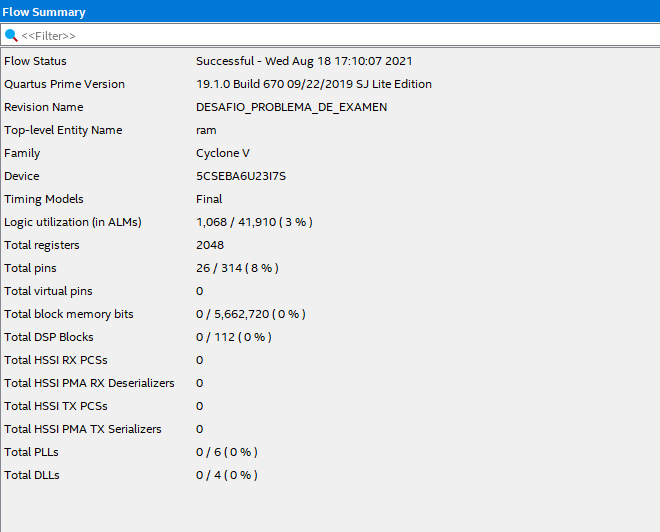 Flow Summary
<<Filter>>
Flow Status Successful - Wed Aug 18 17:10:07 2021
Quartus Prime Version 19.1.0 Build 670 09/22/2019 SJ Lite Edition
Revision Name DESAFIO_PROBLEMA_DE_EXAMEN
Top-level Entity Name ram
Family Cyclone V
Device 5CSEBA6U23I7S
Timing Models Final
Logic utilization (in ALMs) 1,068 / 41,910 ( 3 % )
Total registers 2048
Total pins 26 / 314 ( 8 % )
Total virtual pins 0
Total block memory bits 0 / 5,662,720 ( 0 % )
Total DSP Blocks 0 / 112 ( 0 % )
Total HSSI RX PCSs 0
Total HSSI PMA RX Deserializers 0
Total HSSI TX PCSs 0
Total HSSI PMA TX Serializers 0
Total PLLs 0 / 6 ( 0 % )
Total DLLs 0 / 4 ( 0 % )